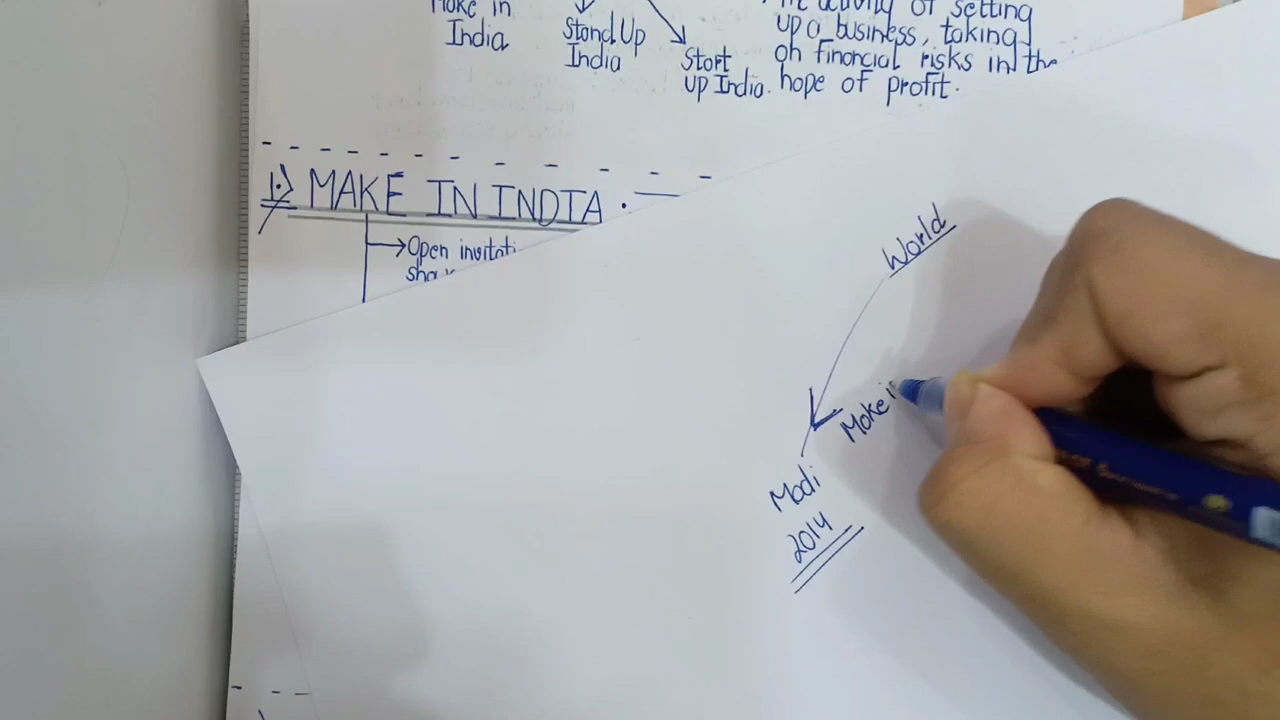 Make in
India
Stand Up
India
Start
up India.
activity of setting
up a business, taking
on financial risks in the
hope of profit.
1.) MAKE IN INDIA.
Open invitati
World
Make i
Modi
2014